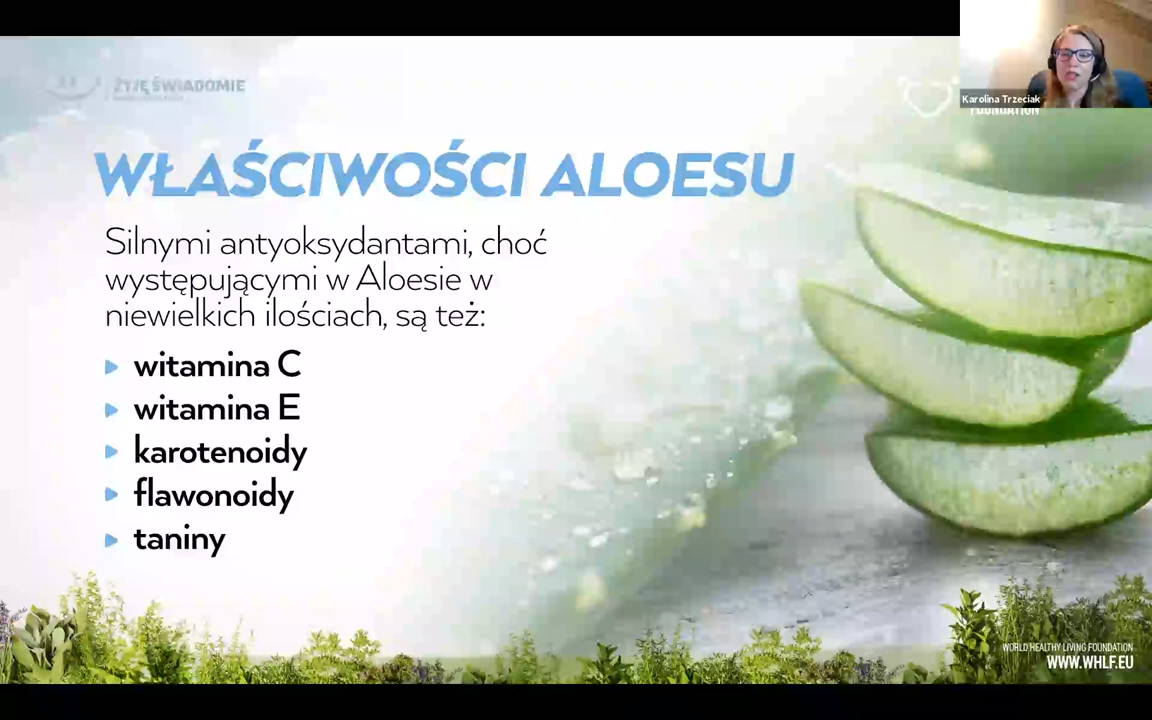 ŻYJĘ ŚWIADOMIE
Karolina Trzeciak
FOUNDATION
WŁAŚCIWOŚCI ALOESU
Silnymi antyoksydantami, choć
występującymi w Aloesie w
niewielkich ilościach, są też:
witamina C
witamina E
karotenoidy
flawonoidy
taniny
WORLD HEALTHY LIVING FOUNDATION
WWW.WHLF.EU